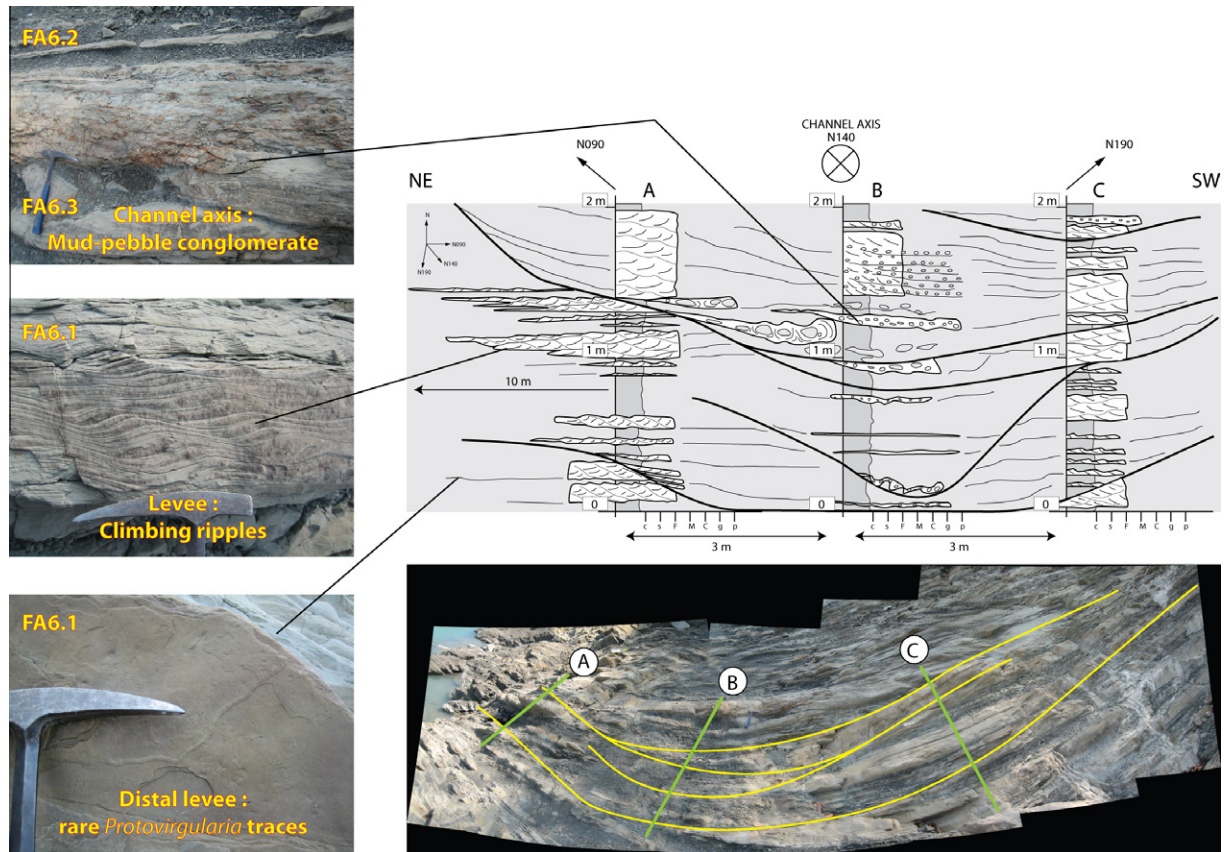 FA6.2
FA6.3
Channel axis :
Mud-pebble conglomerate
FA6.1
Levee :
Climbing ripples
FA6.1
Distal levee :
rare Protovirgularia traces
CHANNEL AXIS
N140
N090
N190
NE
A
B
C
SW
2 m
2 m
2 m
N
N090
N140
N190
1 m
1 m
1 m
10 m
0
0
0
c s F M C g p
c s F M C g p
c s F M C g p
3 m
3 m
A
B
C